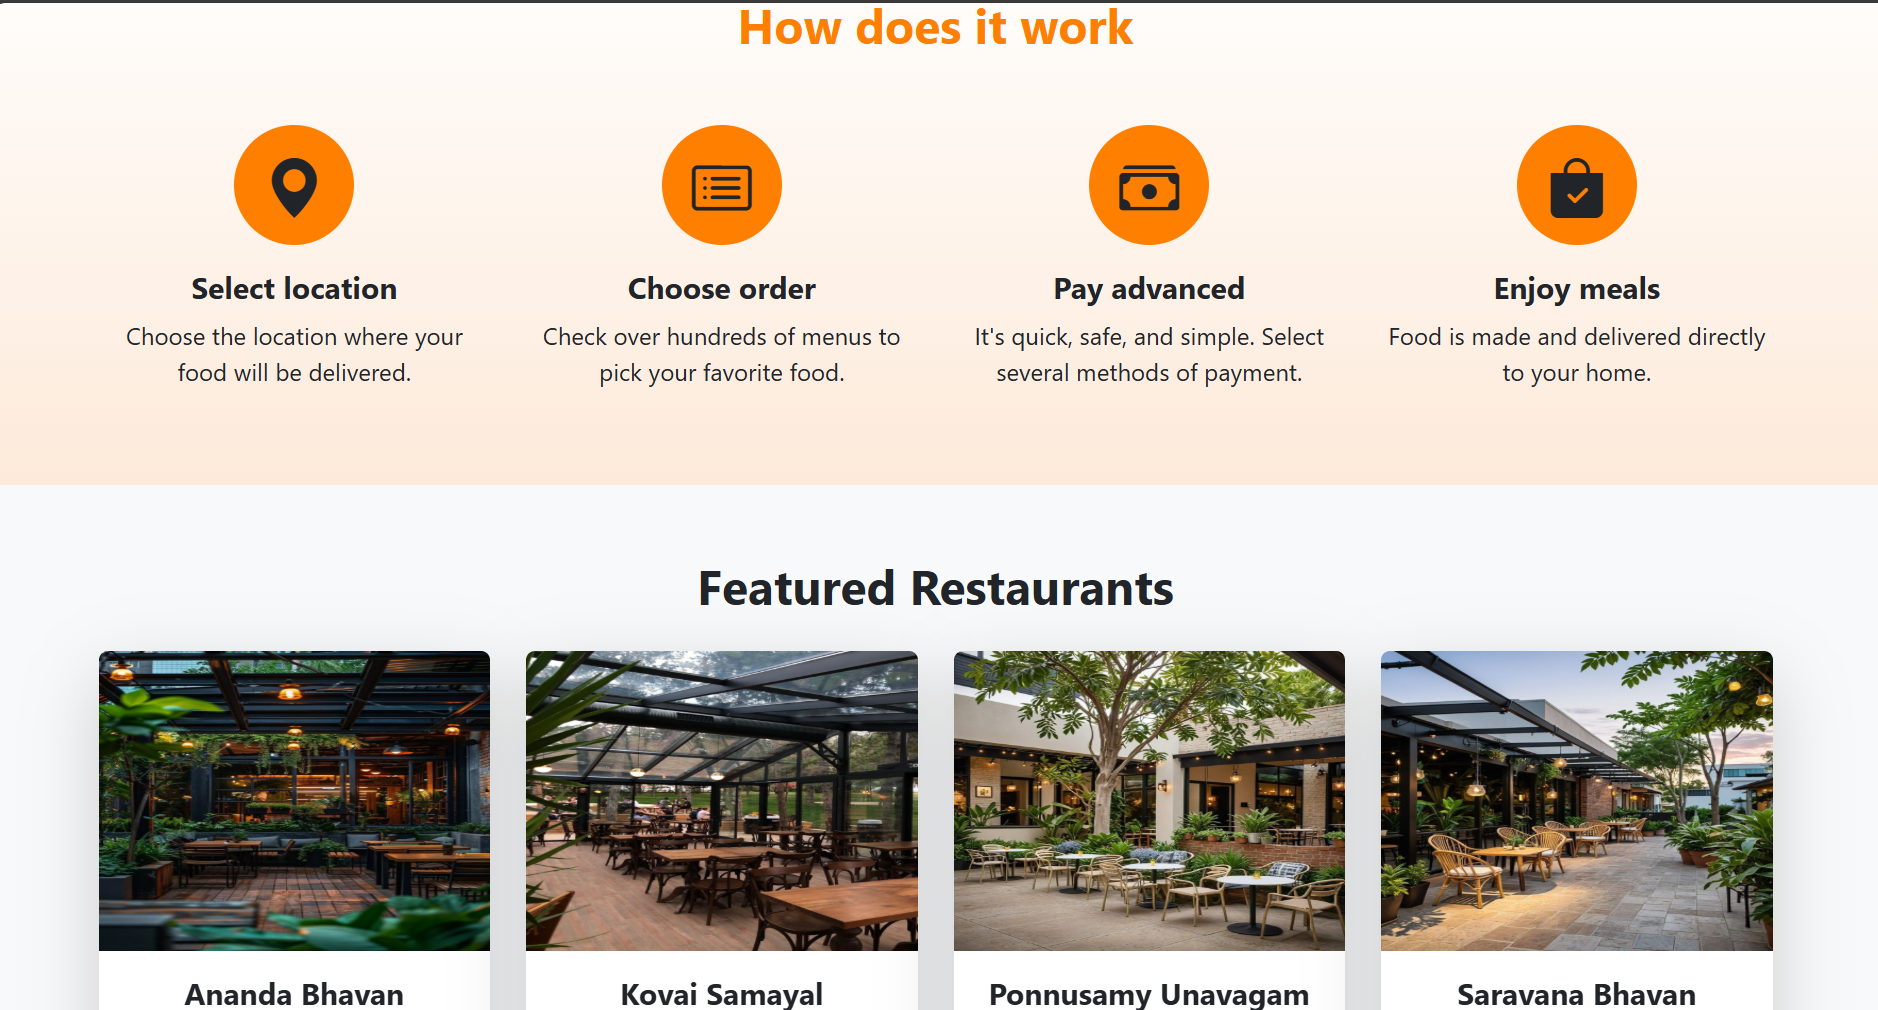 How does it work
Select location
Choose the location where your
food will be delivered.
Choose order
Check over hundreds of menus to
pick your favorite food.
Pay advanced
It's quick, safe, and simple. Select
several methods of payment.
Enjoy meals
Food is made and delivered directly
to your home.
Featured Restaurants
Ananda Bhavan
Kovai Samayal
Ponnusamy Unavagam
Saravana Bhavan